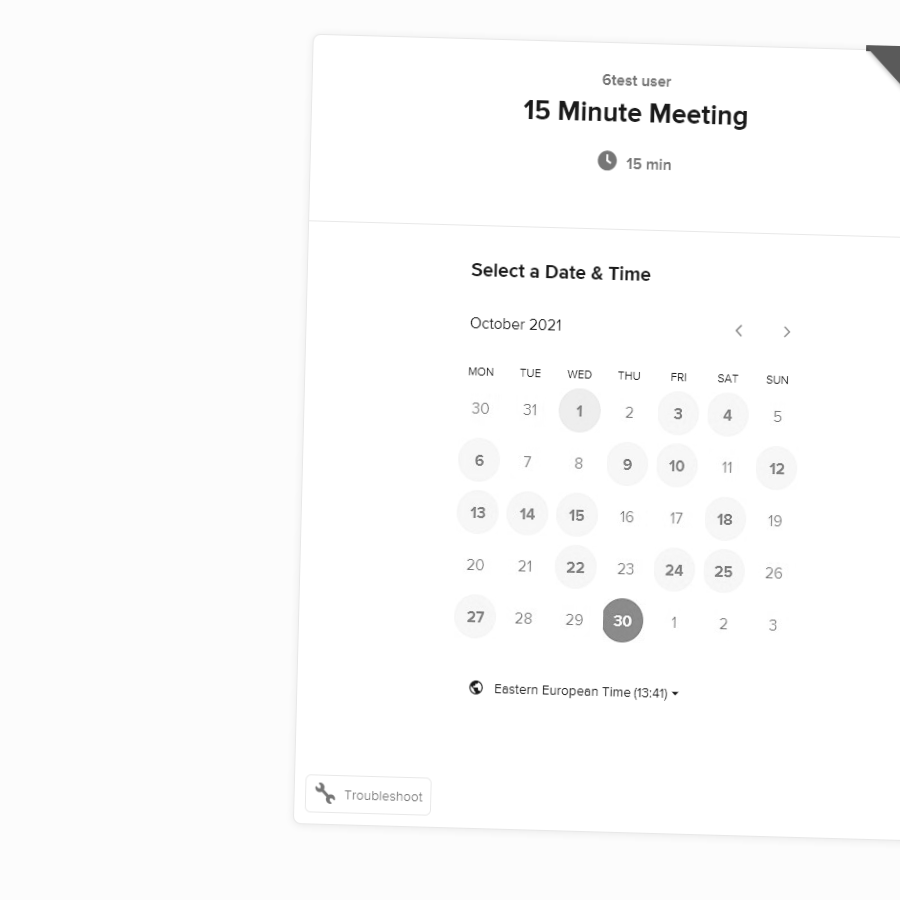 6test user
15 Minute Meeting
15 min
Select a Date & Time
October 2021
MON TUE WED THU FRI SAT SUN
30 31 1 2 3 4 5
6 7 8 9 10 11 12
13 14 15 16 17 18 19
20 21 22 23 24 25 26
27 28 29 30 1 2 3
Eastern European Time (13:41)
Troubleshoot